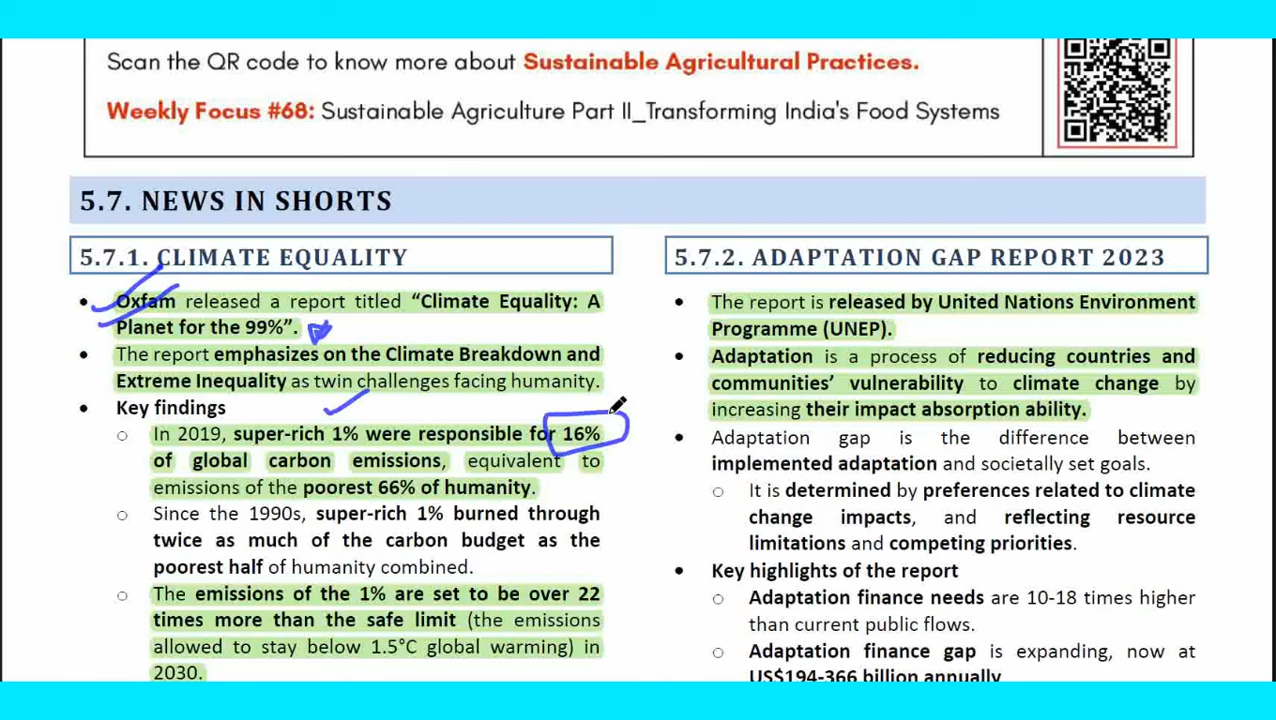 Scan the QR code to know more about Sustainable Agricultural Practices.
Weekly Focus #68: Sustainable Agriculture Part II_Transforming India's Food Systems
5.7. NEWS IN SHORTS
5.7.1. CLIMATE EQUALITY
• Oxfam released a report titled “Climate Equality: A
Planet for the 99%”.
• The report emphasizes on the Climate Breakdown and
Extreme Inequality as twin challenges facing humanity.
• Key findings
o In 2019, super-rich 1% were responsible for 16%
of global carbon emissions, equivalent to
emissions of the poorest 66% of humanity.
o Since the 1990s, super-rich 1% burned through
twice as much of the carbon budget as the
poorest half of humanity combined.
o The emissions of the 1% are set to be over 22
times more than the safe limit (the emissions
allowed to stay below 1.5°C global warming) in
2030.
5.7.2. ADAPTATION GAP REPORT 2023
• The report is released by United Nations Environment
Programme (UNEP).
• Adaptation is a process of reducing countries and
communities’ vulnerability to climate change by
increasing their impact absorption ability.
• Adaptation gap is the difference between
implemented adaptation and societally set goals.
o It is determined by preferences related to climate
change impacts, and reflecting resource
limitations and competing priorities.
• Key highlights of the report
o Adaptation finance needs are 10-18 times higher
than current public flows.
o Adaptation finance gap is expanding, now at
US$194-366 billion annually